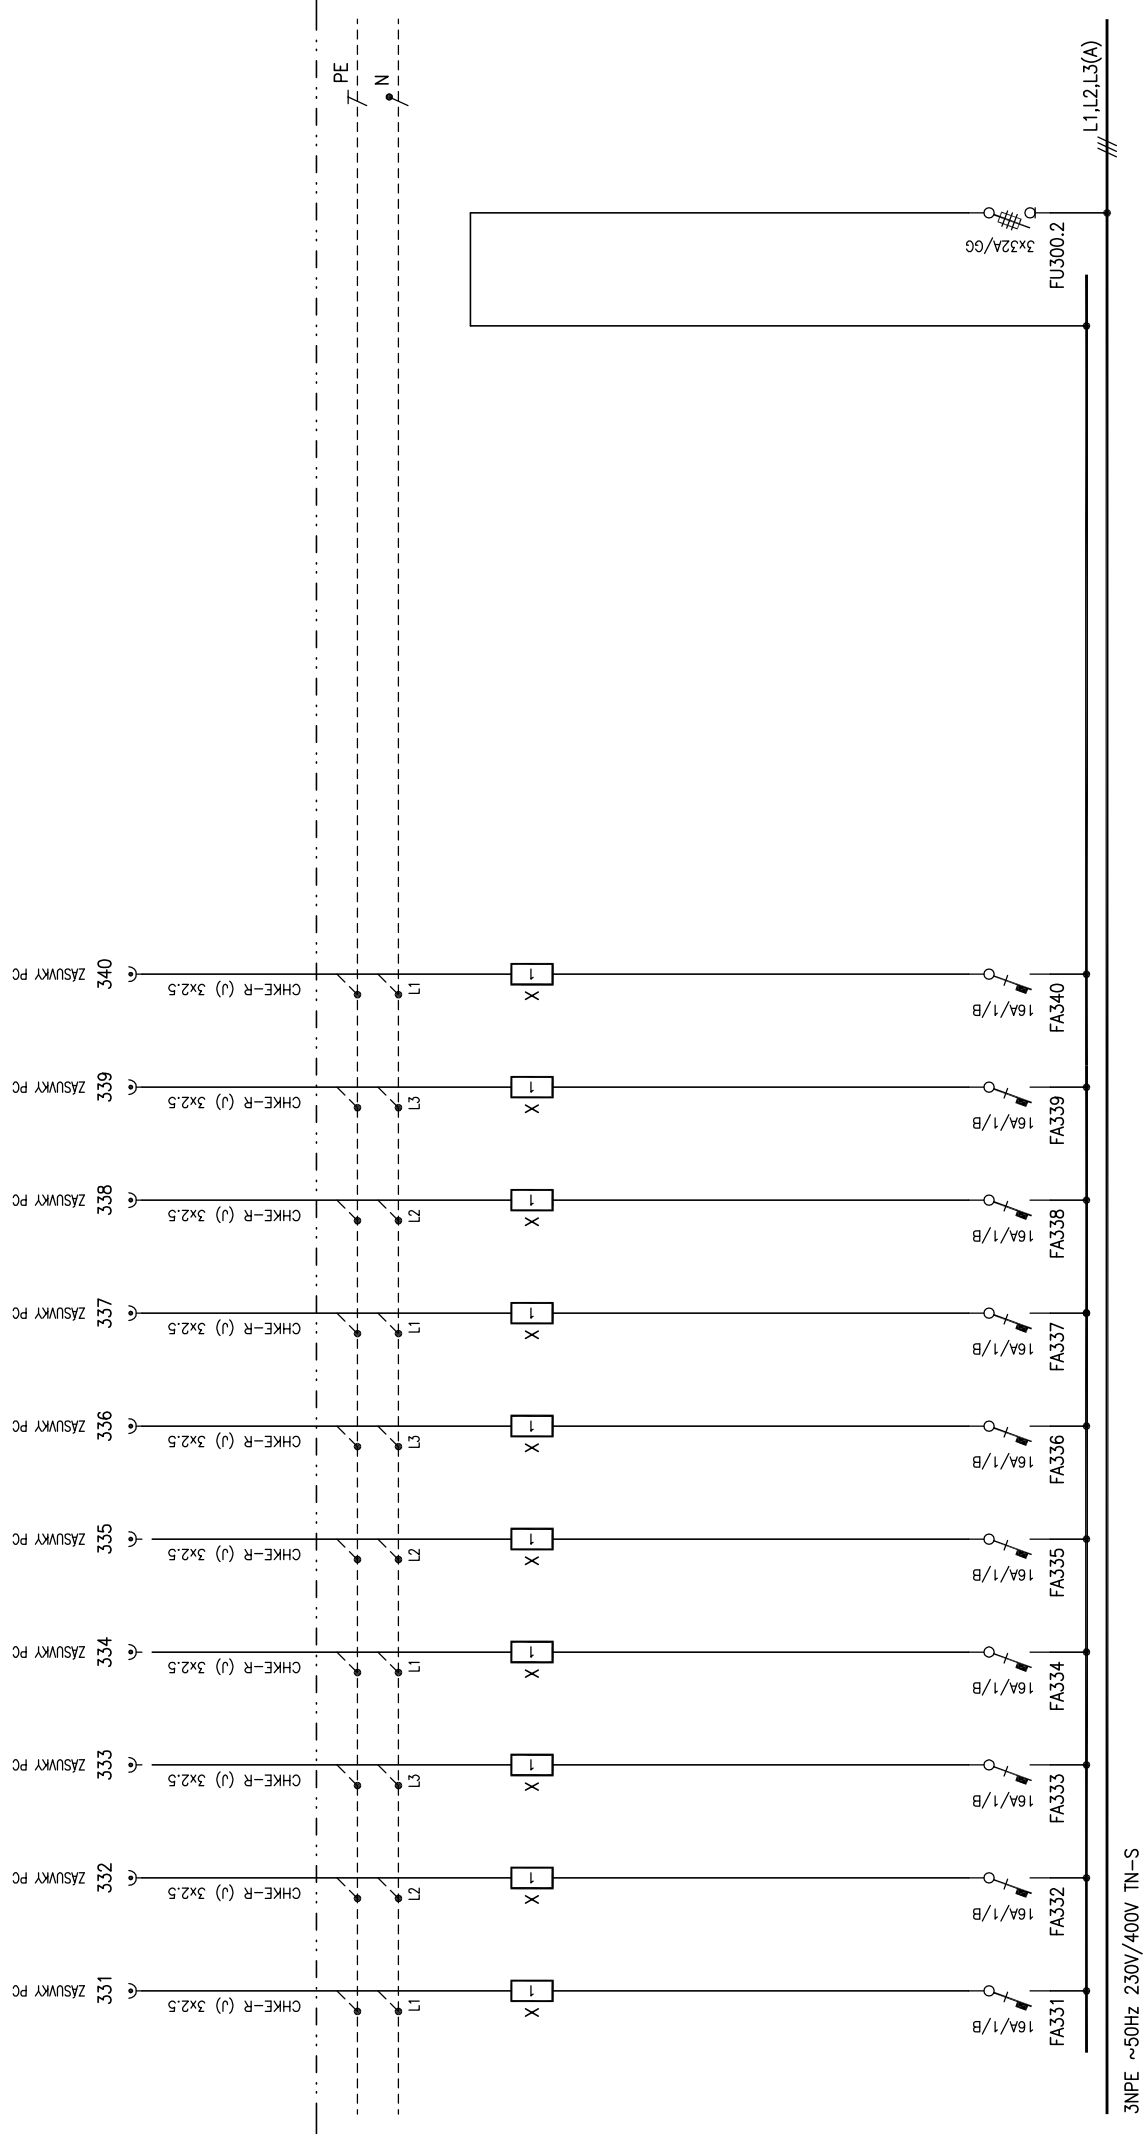 PE
N
L1,L2,L3(A)
3x32A/GG
FU300.2
ZÁSUVKY PC
340
CHKE-R (J) 3x2.5
L1
1
X
16A/1/B
FA340
ZÁSUVKY PC
339
CHKE-R (J) 3x2.5
L3
1
X
16A/1/B
FA339
ZÁSUVKY PC
338
CHKE-R (J) 3x2.5
L2
1
X
16A/1/B
FA338
ZÁSUVKY PC
337
CHKE-R (J) 3x2.5
L1
1
X
16A/1/B
FA337
ZÁSUVKY PC
336
CHKE-R (J) 3x2.5
L3
1
X
16A/1/B
FA336
ZÁSUVKY PC
335
CHKE-R (J) 3x2.5
L2
1
X
16A/1/B
FA335
ZÁSUVKY PC
334
CHKE-R (J) 3x2.5
L1
1
X
16A/1/B
FA334
ZÁSUVKY PC
333
CHKE-R (J) 3x2.5
L3
1
X
16A/1/B
FA333
ZÁSUVKY PC
332
CHKE-R (J) 3x2.5
L2
1
X
16A/1/B
FA332
ZÁSUVKY PC
331
CHKE-R (J) 3x2.5
L1
1
X
16A/1/B
FA331
3NPE ~50Hz 230V/400V TN-S